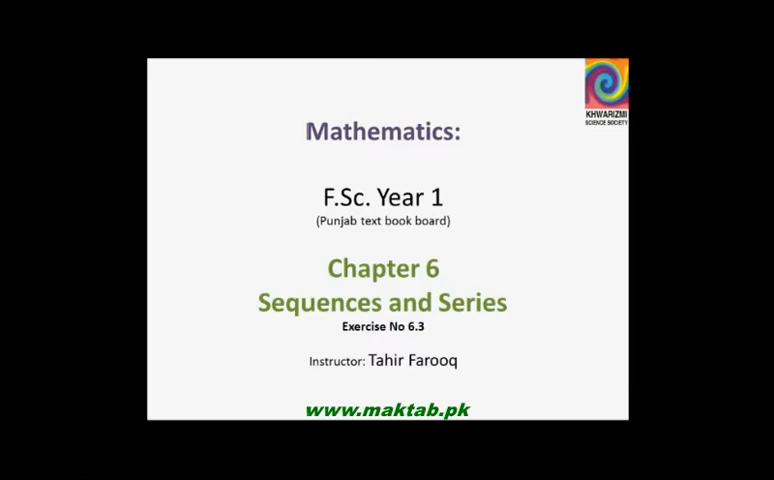 KHWARIZMI
SCIENCE SOCIETY
Mathematics:
F.Sc. Year 1
(Punjab text book board)
Chapter 6
Sequences and Series
Exercise No 6.3
Instructor: Tahir Farooq
www.maktab.pk